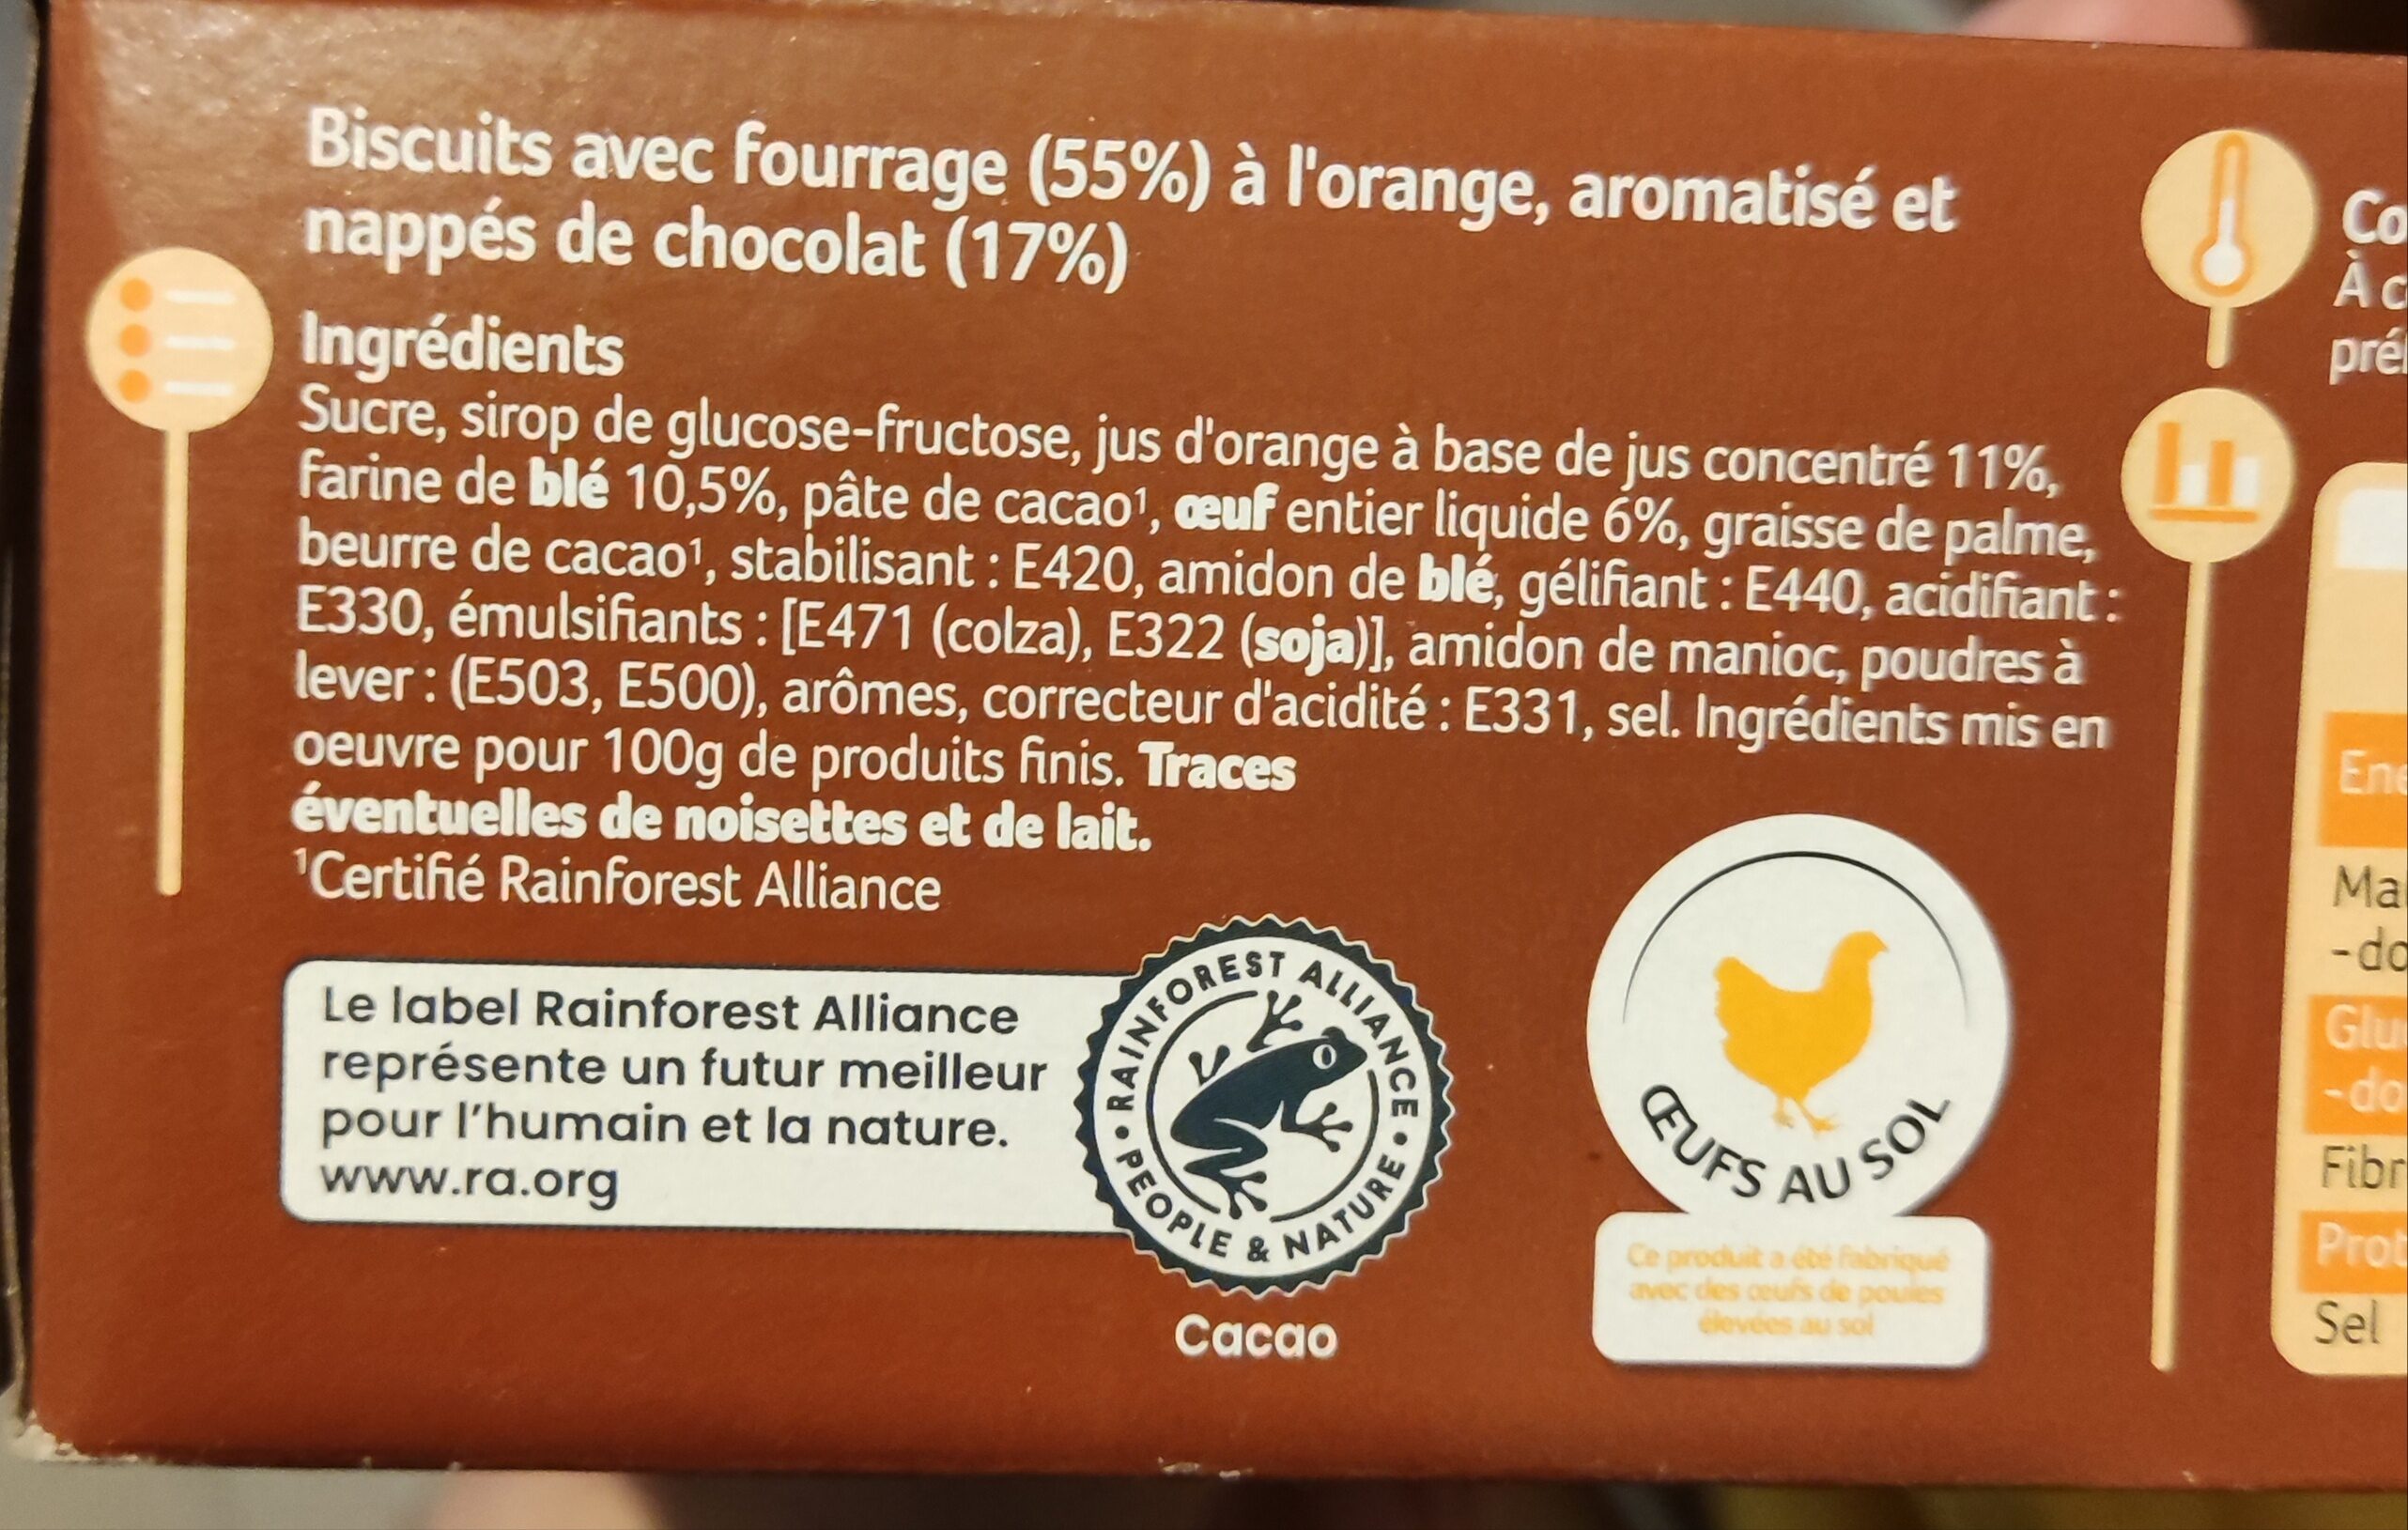 Biscuits avec fourrage (55%) à l'orange, aromatisé et
nappés de chocolat (17%)
Ingrédients
Sucre, sirop de glucose-fructose, jus d'orange à base de jus concentré 11%,
farine de blé 10,5%, pâte de cacao¹, œuf entier liquide 6%, graisse de palme,
beurre de cacao¹, stabilisant : E420, amidon de blé, gélifiant : E440, acidifiant :
E330, émulsifiants : [E471 (colza), E322 (soja)], amidon de manioc, poudres à
lever : (E503, E500), arômes, correcteur d'acidité : E331, sel. Ingrédients mis en
oeuvre pour 100g de produits finis. Traces
éventuelles de noisettes et de lait.
¹Certifié Rainforest Alliance
Le label Rainforest Alliance
représente un futur meilleur
pour l'humain et la nature.
www.ra.org
RAINFOREST ALLIANCE
• PEOPLE & NATURE •
Cacao
ŒUFS AU SOL
Ce produit a été fabriqué
avec des œufs de poules
élevées au sol
Sel